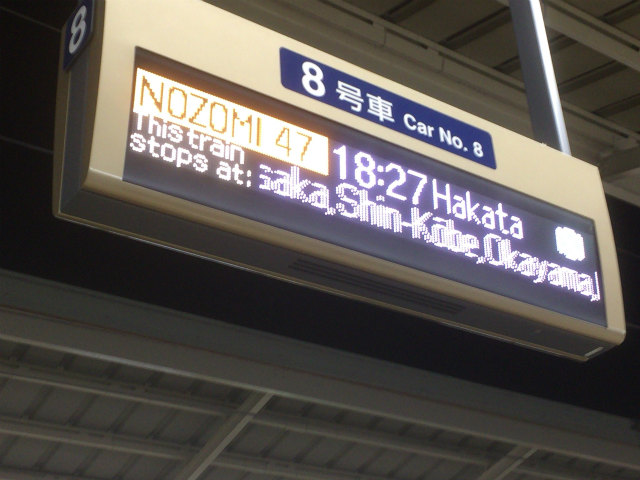 8
8号車 Car No. 8
NOZOMI 47 18:27 Hakata
This train
stops at: saka,Shin-Kobe,Okayama,